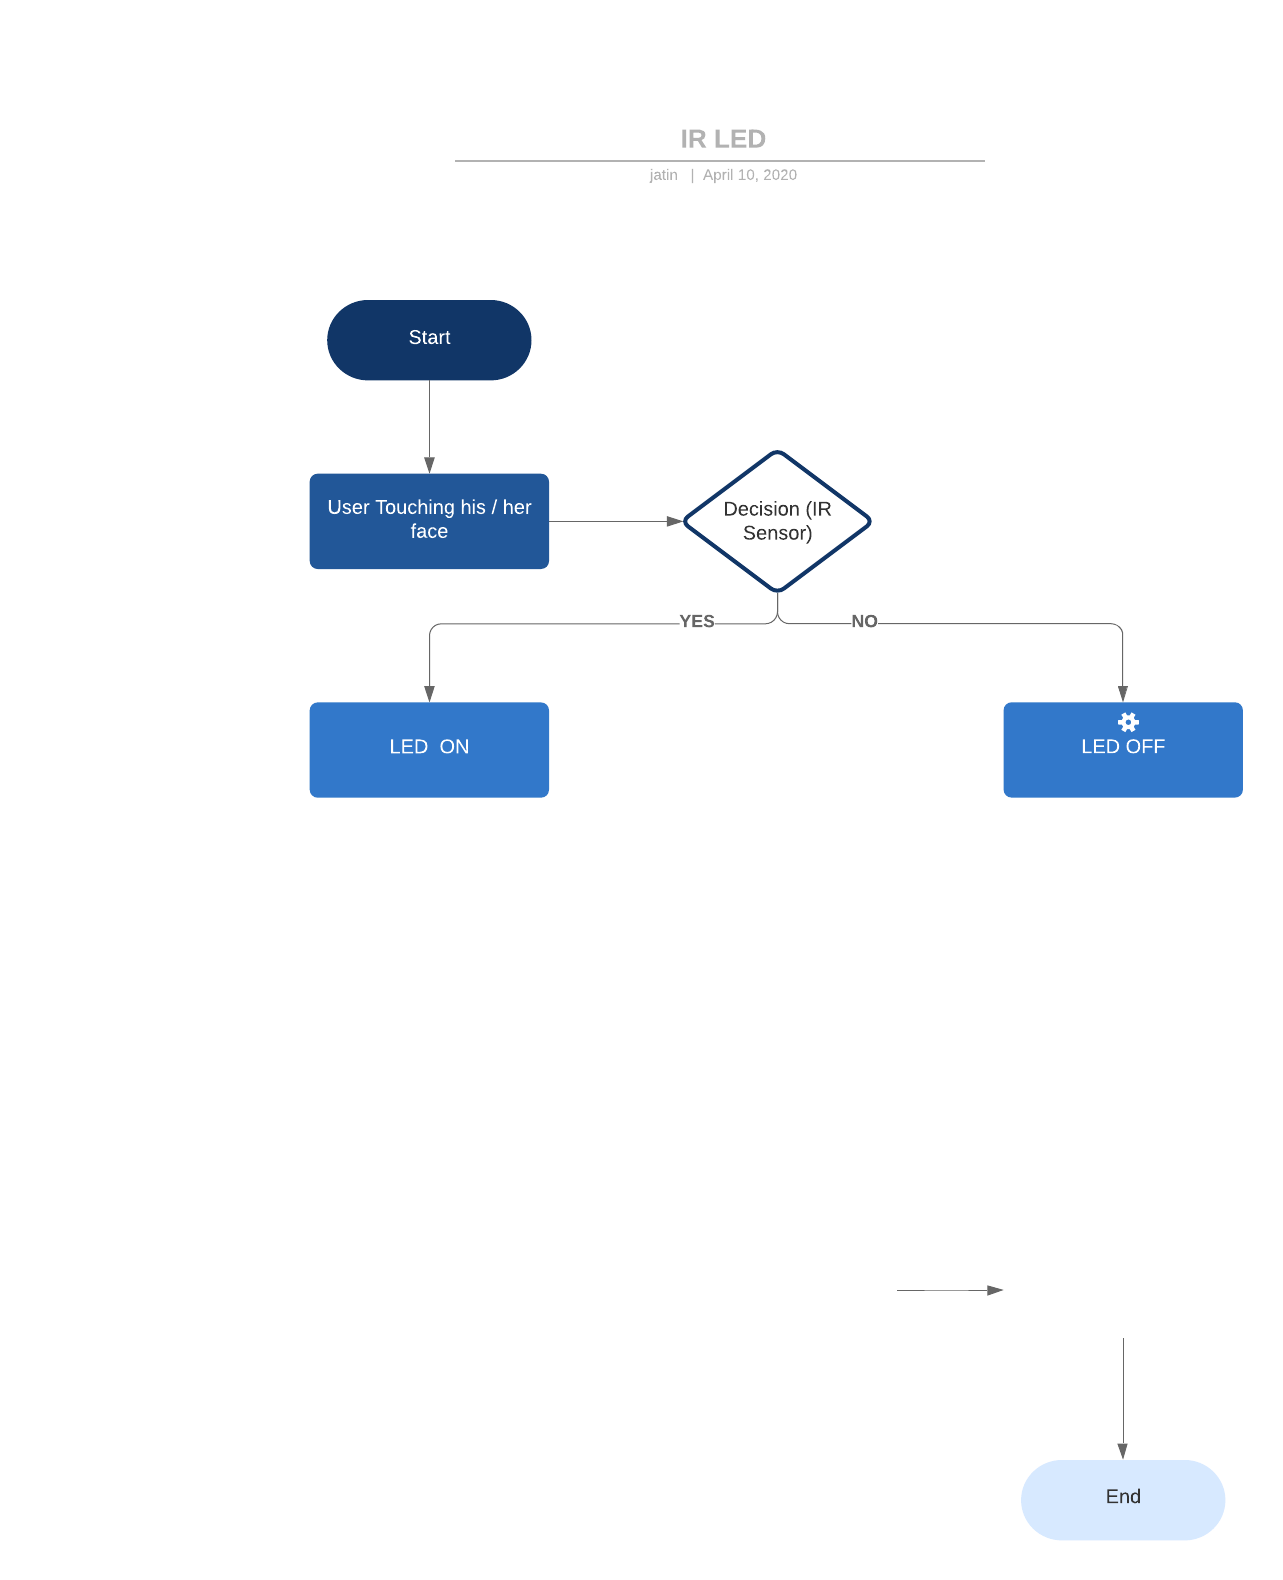 IR LED
jatin | April 10, 2020
Start
User Touching his / her
face
Decision (IR
Sensor)
YES
NO
LED  ON
LED OFF
End